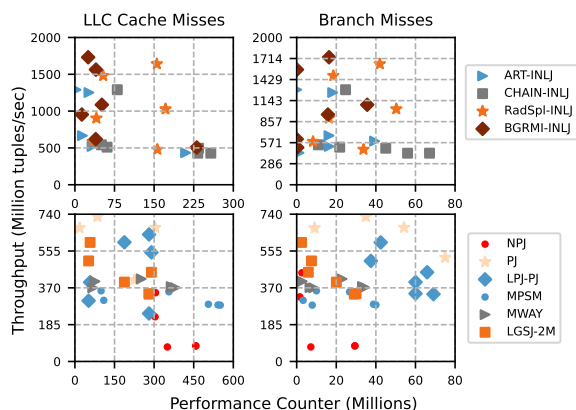 LLC Cache Misses
Branch Misses
Throughput (Million tuples/sec)
2000
1500
1000
500
0
0 75 150 225 300
2000
1714
1429
1143
857
571
286
0
0 20 40 60 80
ART-INLJ
CHAIN-INLJ
RadSpl-INLJ
BGRMI-INLJ
740
555
370
185
0
0 150 300 450 600
740
555
370
185
0
0 20 40 60 80
NPJ
PJ
LPJ-PJ
MPSM
MWAY
LGSJ-2M
Performance Counter (Millions)